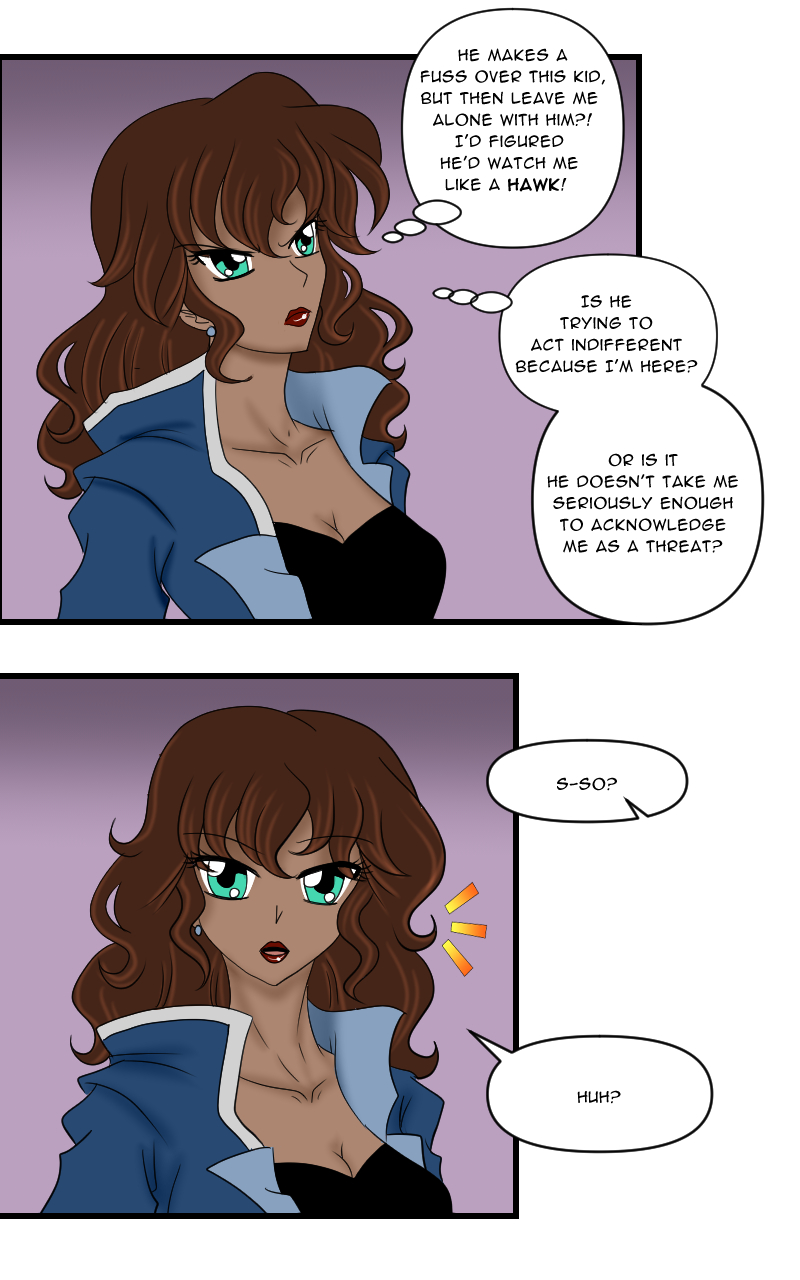 HE MAKES A
FUSS OVER THIS KID,
BUT THEN LEAVE ME
ALONE WITH HIM?!
I'D FIGURED
HE'D WATCH ME
LIKE A HAWK!
IS HE
TRYING TO
ACT INDIFFERENT
BECAUSE I'M HERE?
OR IS IT
HE DOESN'T TAKE ME
SERIOUSLY ENOUGH
TO ACKNOWLEDGE
ME AS A THREAT?
S-SO?
HUH?